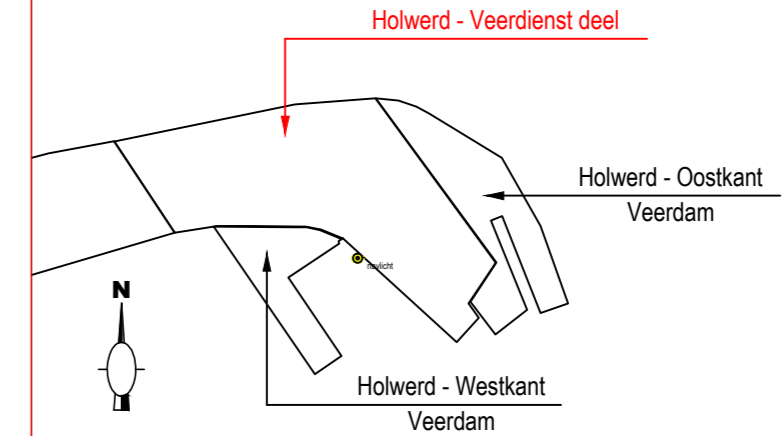 Holwerd - Veerdienst deel
Holwerd - Oostkant
Veerdam
navlicht
N
Holwerd - Westkant
Veerdam